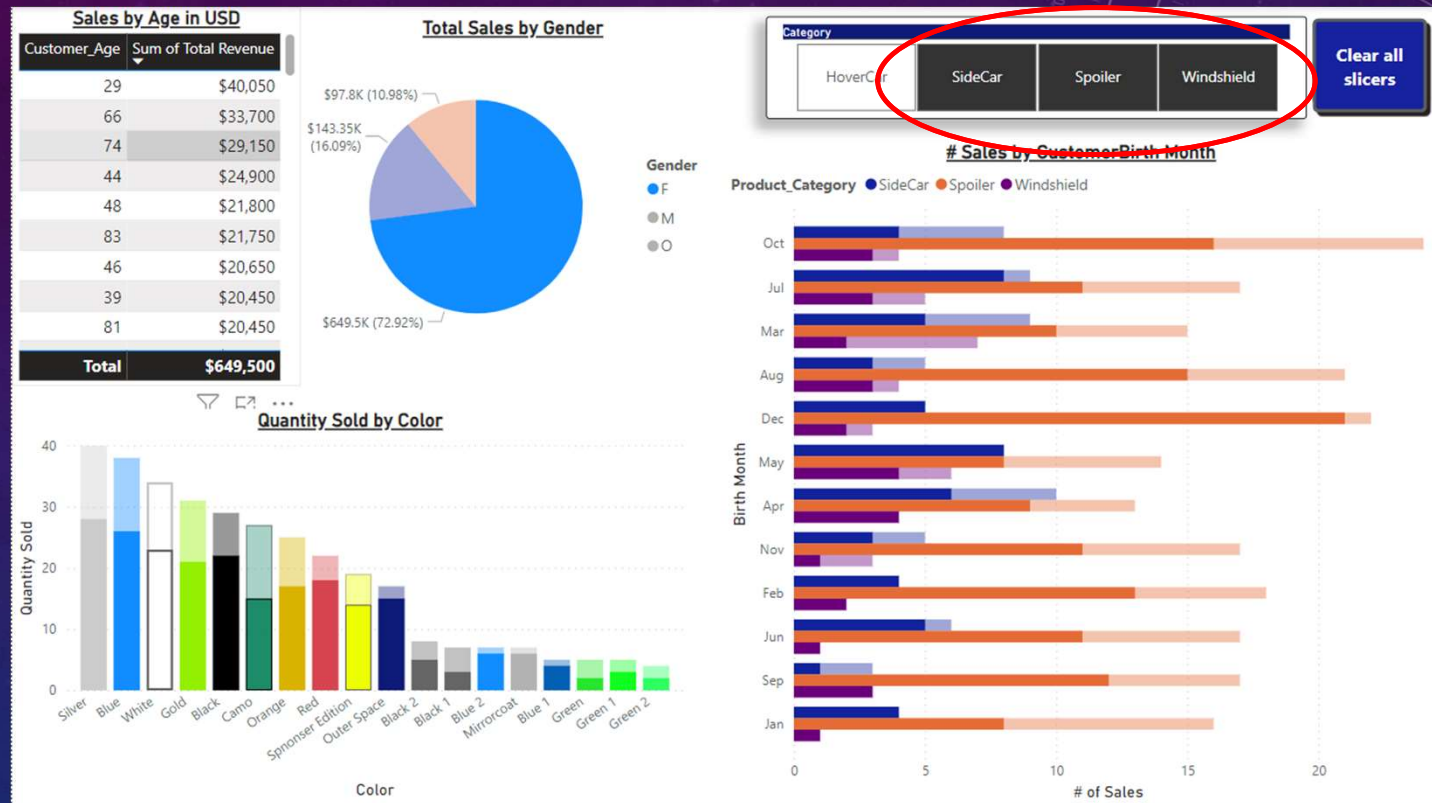 Sales by Age in USD
Customer_Age Sum of Total Revenue
29 $40,050
66 $33,700
74 $29,150
44 $24,900
48 $21,800
83 $21,750
46 $20,650
39 $20,450
81 $20,450
Total $649,500
Total Sales by Gender
$97.8K (10.98%)
$143.35K
(16.09%)
$649.5K (72.92%)
Gender
F
M
O
Category
HoverCar
SideCar
Spoiler
Windshield
Clear all
slicers
# Sales by CustomerBirth Month
Product_Category SideCar Spoiler Windshield
Birth Month
Oct
Jul
Mar
Aug
Dec
May
Apr
Nov
Feb
Jun
Sep
Jan
0 5 10 15 20
# of Sales
Quantity Sold by Color
Quantity Sold
40
30
20
10
0
Silver
Blue
White
Gold
Black
Camo
Orange
Red
Spnonser Edition
Outer Space
Black 2
Black 1
Blue 2
Mirrorcoat
Blue 1
Green
Green 1
Green 2
Color